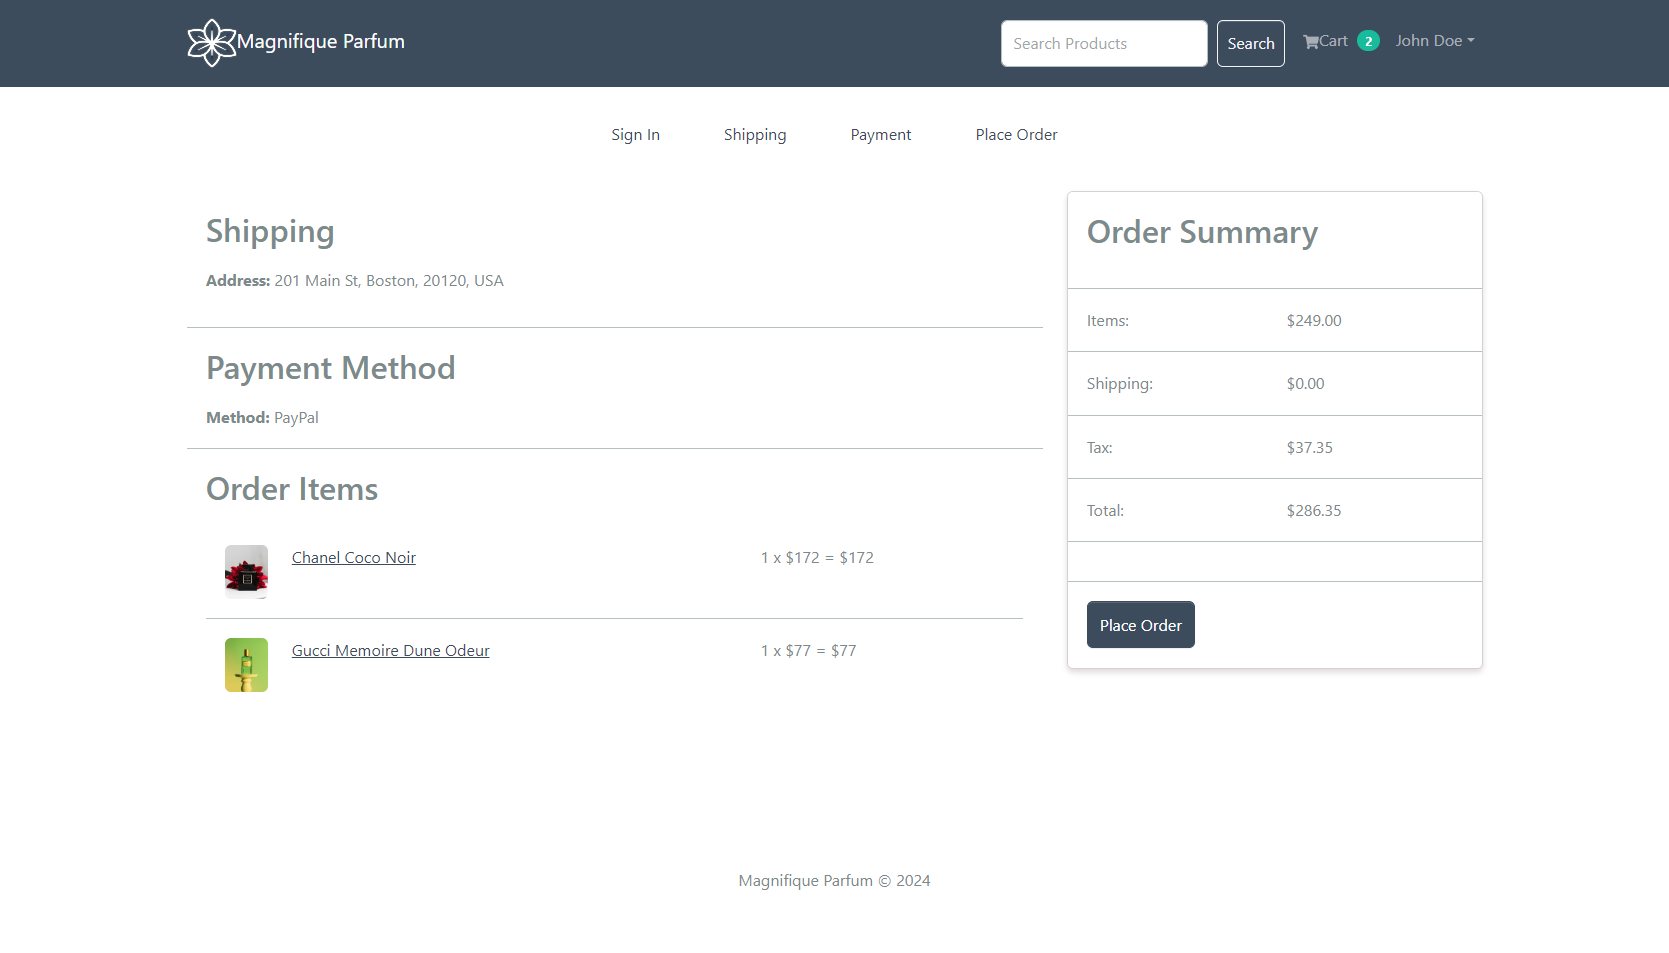 Magnifique Parfum
Search Products
Search
Cart 2
John Doe
Sign In
Shipping
Payment
Place Order
Shipping
Address: 201 Main St, Boston, 20120, USA
Payment Method
Method: PayPal
Order Items
Chanel Coco Noir 1 x $172 = $172
Gucci Memoire Dune Odeur 1 x $77 = $77
Order Summary
Items: $249.00
Shipping: $0.00
Tax: $37.35
Total: $286.35
Place Order
Magnifique Parfum © 2024